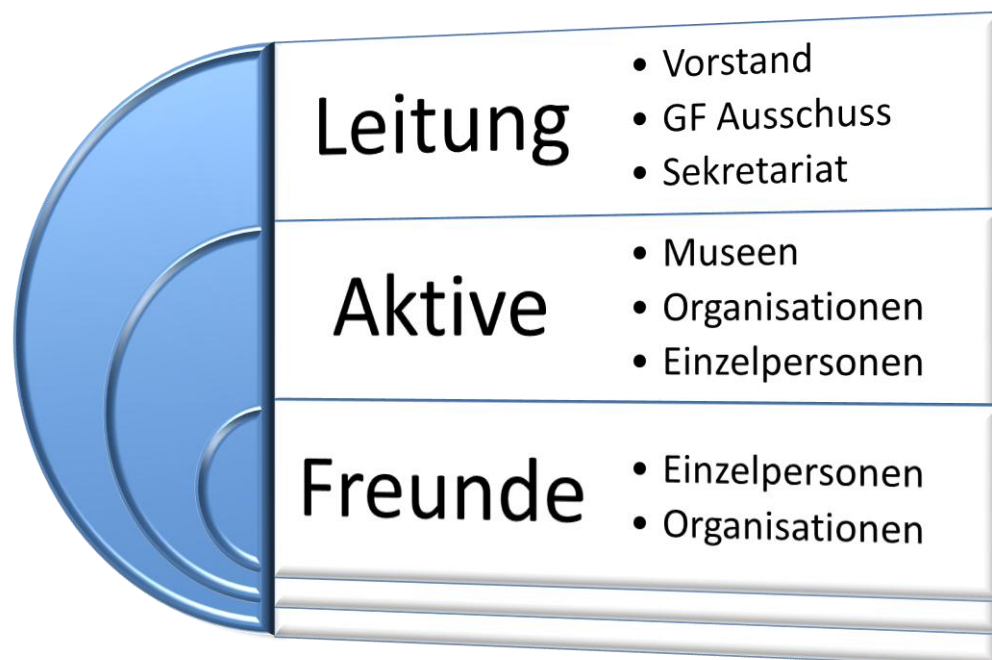 Leitung
• Vorstand
• GF Ausschuss
• Sekretariat
Aktive
• Museen
• Organisationen
• Einzelpersonen
Freunde
• Einzelpersonen
• Organisationen